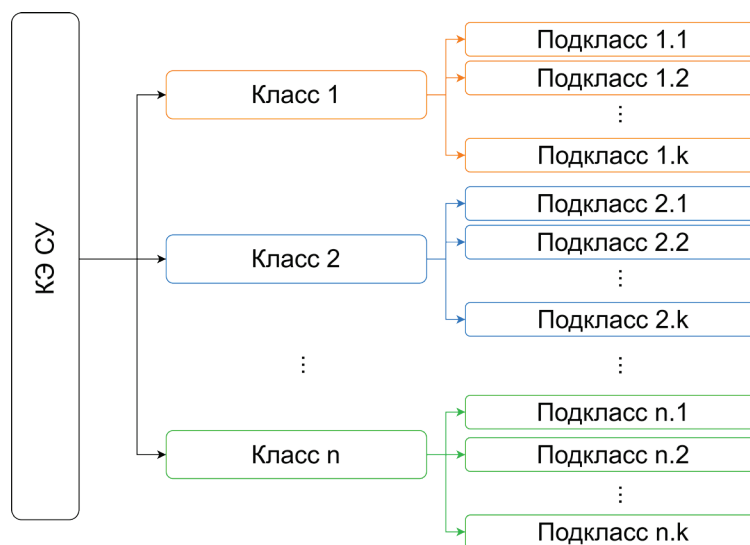 КЭ СУ
Класс 1
Подкласс 1.1
Подкласс 1.2
⋮
Подкласс 1.k
Класс 2
Подкласс 2.1
Подкласс 2.2
⋮
Подкласс 2.k
⋮
⋮
Класс n
Подкласс n.1
Подкласс n.2
⋮
Подкласс n.k